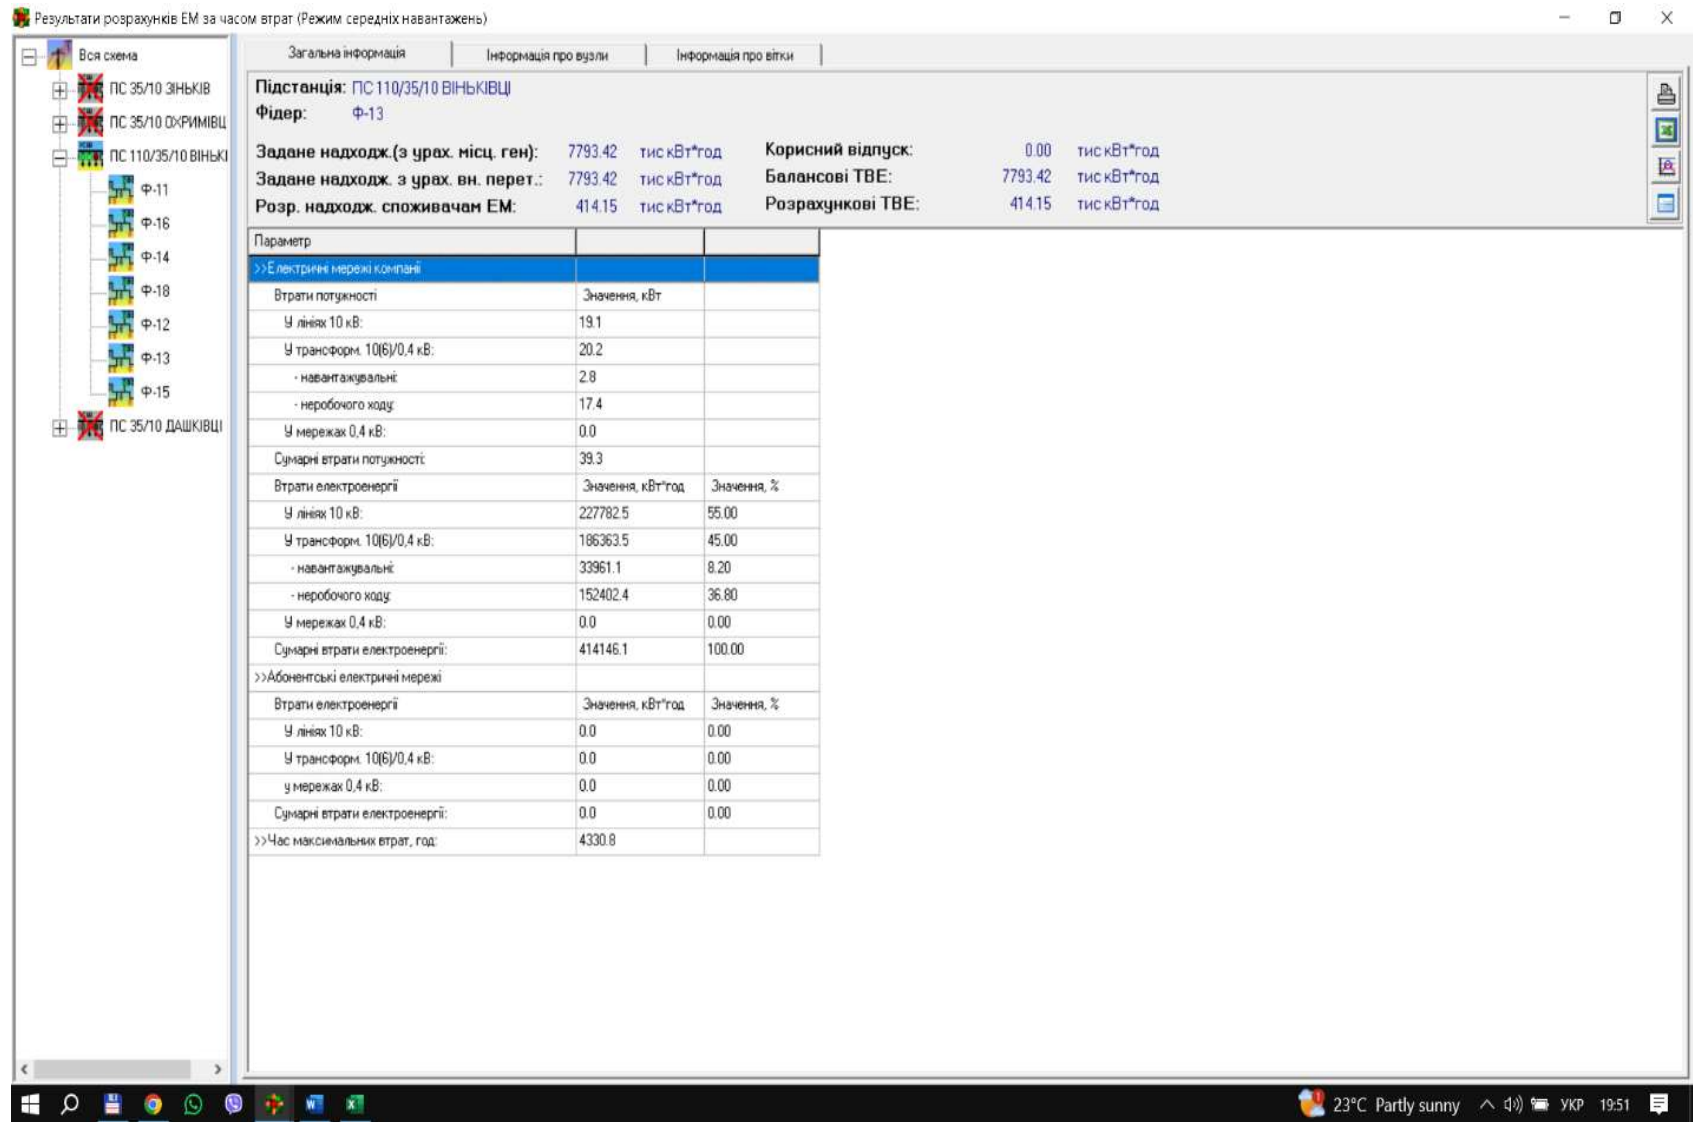 Результати розрахунків ЕМ за часом втрат (Режим середніх навантажень)
Вся схема
ПС 35/10 ЗІНЬКІВ
ПС 35/10 ОХРИМІВЦ
ПС 110/35/10 ВІНЬКІ
Ф-11
Ф-16
Ф-14
Ф-18
Ф-12
Ф-13
Ф-15
ПС 35/10 ДАШКІВЦІ
Загальна інформація Інформація про вузли Інформація про вітки
Підстанція: ПС 110/35/10 ВІНЬКІВЦІ
Фідер: Ф-13
Задане надходж.(з урах. місц. ген): 7793.42 тис кВт*год Корисний відпуск: 0.00 тис кВт*год
Задане надходж. з урах. вн. перет.: 7793.42 тис кВт*год Балансові ТВЕ: 7793.42 тис кВт*год
Розр. надходж. споживачам ЕМ: 414.15 тис кВт*год Розрахункові ТВЕ: 414.15 тис кВт*год
Параметр
>>Електричні мережі компанії
Втрати потужності Значення, кВт
У лініях 10 кВ: 19.1
У трансформ. 10(6)/0,4 кВ: 20.2
- навантажувальні: 2.8
- неробочого ходу: 17.4
У мережах 0,4 кВ: 0.0
Сумарні втрати потужності: 39.3
Втрати електроенергії Значення, кВт*год Значення, %
У лініях 10 кВ: 227782.5 55.00
У трансформ. 10(6)/0,4 кВ: 186363.5 45.00
- навантажувальні: 33961.1 8.20
- неробочого ходу: 152402.4 36.80
У мережах 0,4 кВ: 0.0 0.00
Сумарні втрати електроенергії: 414146.1 100.00
>>Абонентські електричні мережі
Втрати електроенергії Значення, кВт*год Значення, %
У лініях 10 кВ: 0.0 0.00
У трансформ. 10(6)/0,4 кВ: 0.0 0.00
у мережах 0,4 кВ: 0.0 0.00
Сумарні втрати електроенергії: 0.0 0.00
>>Час максимальних втрат, год: 4330.8
23°C Partly sunny УКР 19:51